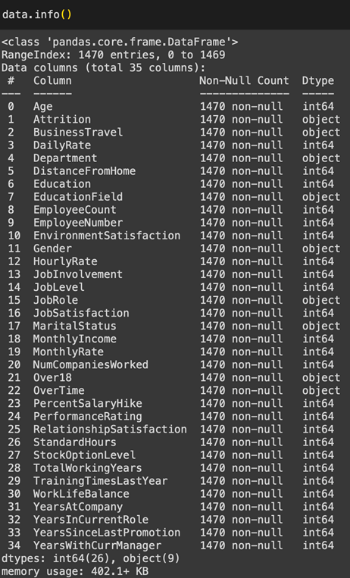 data.info()
<class 'pandas.core.frame.DataFrame'>
RangeIndex: 1470 entries, 0 to 1469
Data columns (total 35 columns):
 #   Column                    Non-Null Count  Dtype
---  ------                    --------------  -----
 0   Age                       1470 non-null   int64
 1   Attrition                 1470 non-null   object
 2   BusinessTravel            1470 non-null   object
 3   DailyRate                 1470 non-null   int64
 4   Department                1470 non-null   object
 5   DistanceFromHome          1470 non-null   int64
 6   Education                 1470 non-null   int64
 7   EducationField            1470 non-null   object
 8   EmployeeCount             1470 non-null   int64
 9   EmployeeNumber            1470 non-null   int64
 10  EnvironmentSatisfaction   1470 non-null   int64
 11  Gender                    1470 non-null   object
 12  HourlyRate                1470 non-null   int64
 13  JobInvolvement            1470 non-null   int64
 14  JobLevel                  1470 non-null   int64
 15  JobRole                   1470 non-null   object
 16  JobSatisfaction           1470 non-null   int64
 17  MaritalStatus             1470 non-null   object
 18  MonthlyIncome             1470 non-null   int64
 19  MonthlyRate               1470 non-null   int64
 20  NumCompaniesWorked        1470 non-null   int64
 21  Over18                    1470 non-null   object
 22  OverTime                  1470 non-null   object
 23  PercentSalaryHike         1470 non-null   int64
 24  PerformanceRating         1470 non-null   int64
 25  RelationshipSatisfaction  1470 non-null   int64
 26  StandardHours             1470 non-null   int64
 27  StockOptionLevel          1470 non-null   int64
 28  TotalWorkingYears         1470 non-null   int64
 29  TrainingTimesLastYear     1470 non-null   int64
 30  WorkLifeBalance           1470 non-null   int64
 31  YearsAtCompany            1470 non-null   int64
 32  YearsInCurrentRole        1470 non-null   int64
 33  YearsSinceLastPromotion   1470 non-null   int64
 34  YearsWithCurrManager      1470 non-null   int64
dtypes: int64(26), object(9)
memory usage: 402.1+ KB